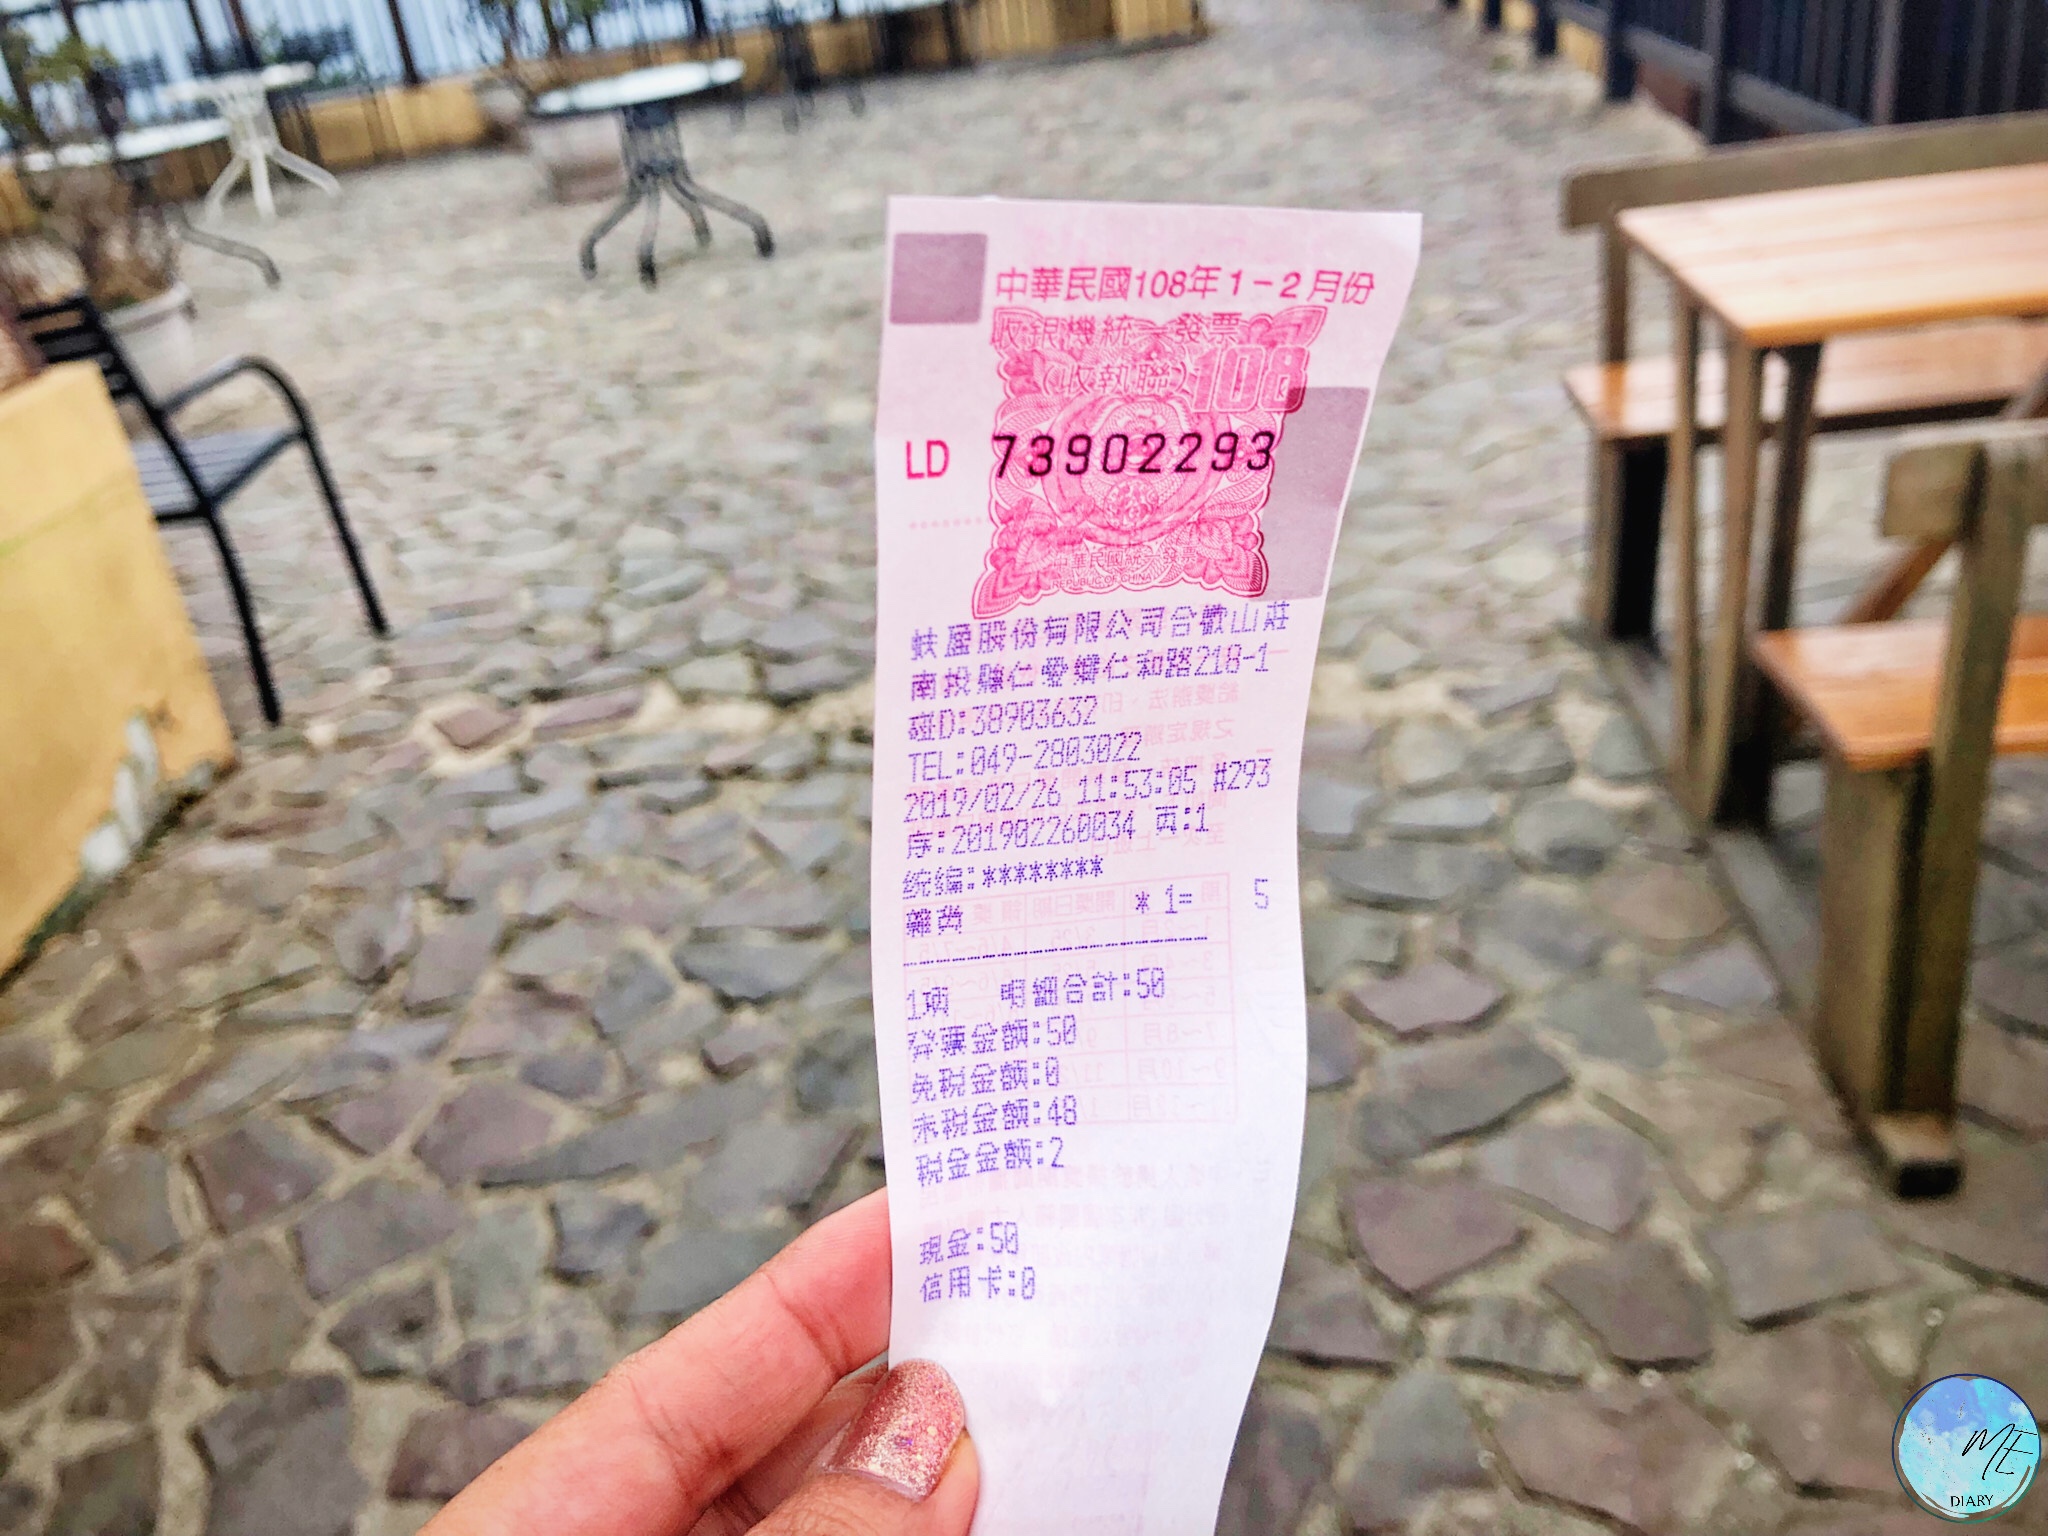 中華民國108年1-2月份
收銀機統一發票
(收執聯)
108
LD 73902293
中華民國統一發票
REPUBLIC OF CHINA
股份有限公司合歡山莊
南投縣仁愛鄉仁和路218-1
ID:38903632
TEL:049-2803022
2019/02/26 11:53:05 #293
序:201902260034 頁:1
統編:********
* 1= 5
1項 明細合計:50
發票金額:50
免稅金額:0
未稅金額:48
稅金金額:2
現金:50
信用卡:0
ME
DIARY